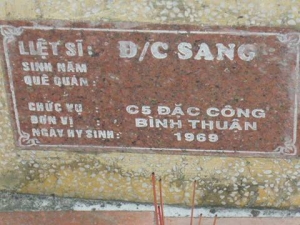 LIỆT SĨ : Đ/C SANG
SINH NĂM
QUÊ QUÁN :
CHỨC VỤ :
ĐƠN VỊ : C5 ĐẶC CÔNG BÌNH THUẬN
NGÀY HY SINH : 1969